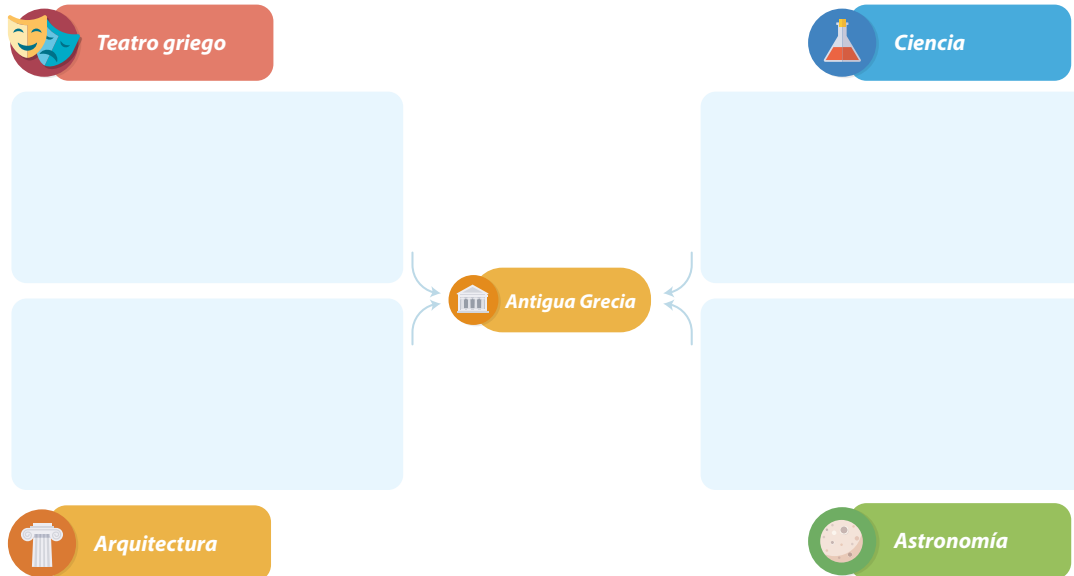 Teatro griego
Ciencia
Antigua Grecia
Arquitectura
Astronomía